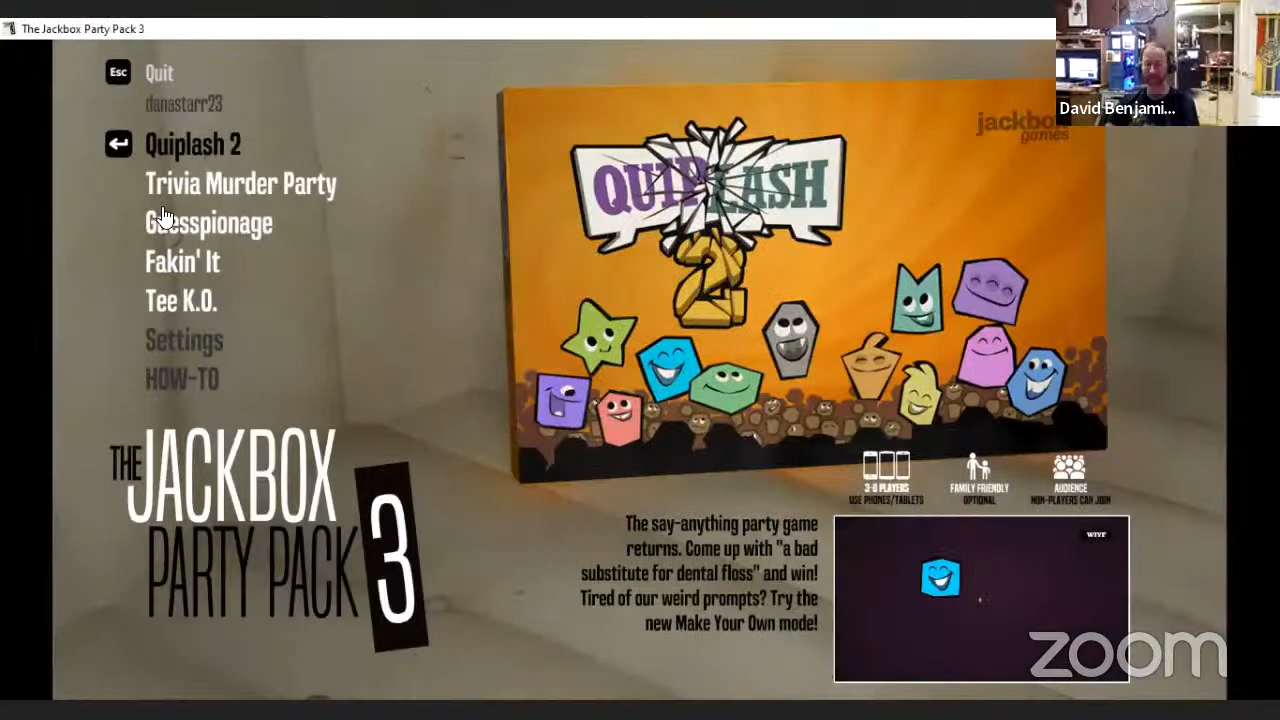 The Jackbox Party Pack 3
Esc Quit
danastarr23
Quiplash 2
Trivia Murder Party
Guesspionage
Fakin' It
Tee K.O.
Settings
HOW-TO
THE JACKBOX
PARTY PACK 3
jackbox
games
QUIPLASH
2
3-8 PLAYERS
USE PHONES/TABLETS
FAMILY FRIENDLY
OPTIONAL
AUDIENCE
NON-PLAYERS CAN JOIN
The say-anything party game
returns. Come up with "a bad
substitute for dental floss" and win!
Tired of our weird prompts? Try the
new Make Your Own mode!
WIYF
David Benjami...
zoom